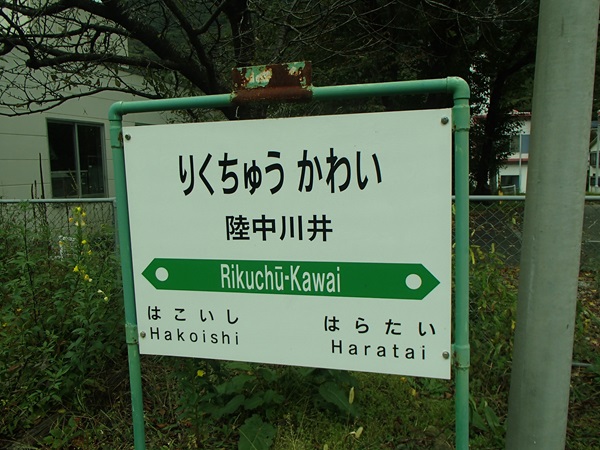 りくちゅう かわい
陸中川井
Rikuchū-Kawai
はこいし
Hakoishi
はらたい
Haratai